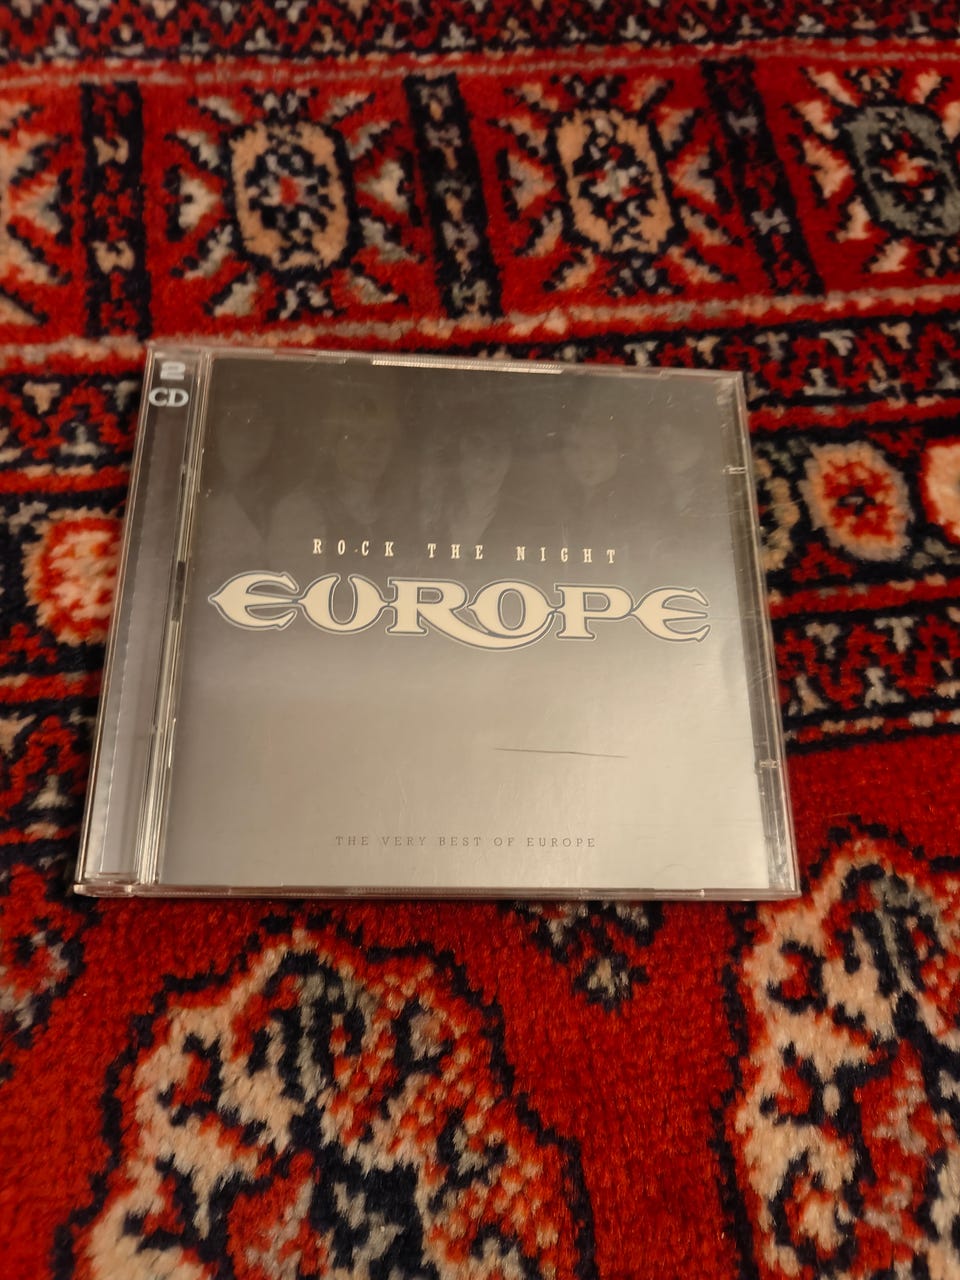 2
CD
ROCK THE NIGHT
EUROPE
THE VERY BEST OF EUROPE